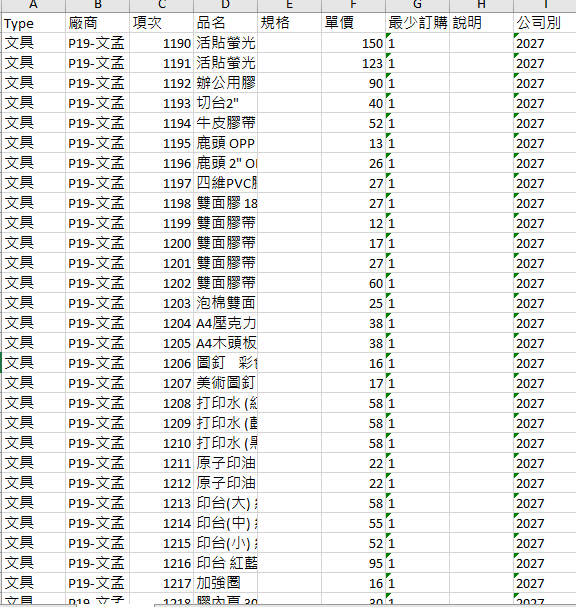 A B C D E F G H I
Type 廠商 項次 品名 規格 單價 最少訂購 說明 公司別
文具 P19-文孟 1190 活貼螢光 150 1 2027
文具 P19-文孟 1191 活貼螢光 123 1 2027
文具 P19-文孟 1192 辦公用膠 90 1 2027
文具 P19-文孟 1193 切台2" 40 1 2027
文具 P19-文孟 1194 牛皮膠帶 52 1 2027
文具 P19-文孟 1195 鹿頭 OPP 13 1 2027
文具 P19-文孟 1196 鹿頭 2" 26 1 2027
文具 P19-文孟 1197 四維PVC 27 1 2027
文具 P19-文孟 1198 雙面膠 18 27 1 2027
文具 P19-文孟 1199 雙面膠帶 12 1 2027
文具 P19-文孟 1200 雙面膠帶 17 1 2027
文具 P19-文孟 1201 雙面膠帶 27 1 2027
文具 P19-文孟 1202 雙面膠帶 60 1 2027
文具 P19-文孟 1203 泡棉雙面 25 1 2027
文具 P19-文孟 1204 A4壓克力 38 1 2027
文具 P19-文孟 1205 A4木頭板 38 1 2027
文具 P19-文孟 1206 圖釘 彩 16 1 2027
文具 P19-文孟 1207 美術圖釘 17 1 2027
文具 P19-文孟 1208 打印水 (紅 58 1 2027
文具 P19-文孟 1209 打印水 (藍 58 1 2027
文具 P19-文孟 1210 打印水 (黑 58 1 2027
文具 P19-文孟 1211 原子印油 22 1 2027
文具 P19-文孟 1212 原子印油 22 1 2027
文具 P19-文孟 1213 印台(大) 58 1 2027
文具 P19-文孟 1214 印台(中) 55 1 2027
文具 P19-文孟 1215 印台(小) 52 1 2027
文具 P19-文孟 1216 印台 紅藍 95 1 2027
文具 P19-文孟 1217 加強圈 16 1 2027
文具 P19-文孟 1218 膠內頁 30 30 1 2027